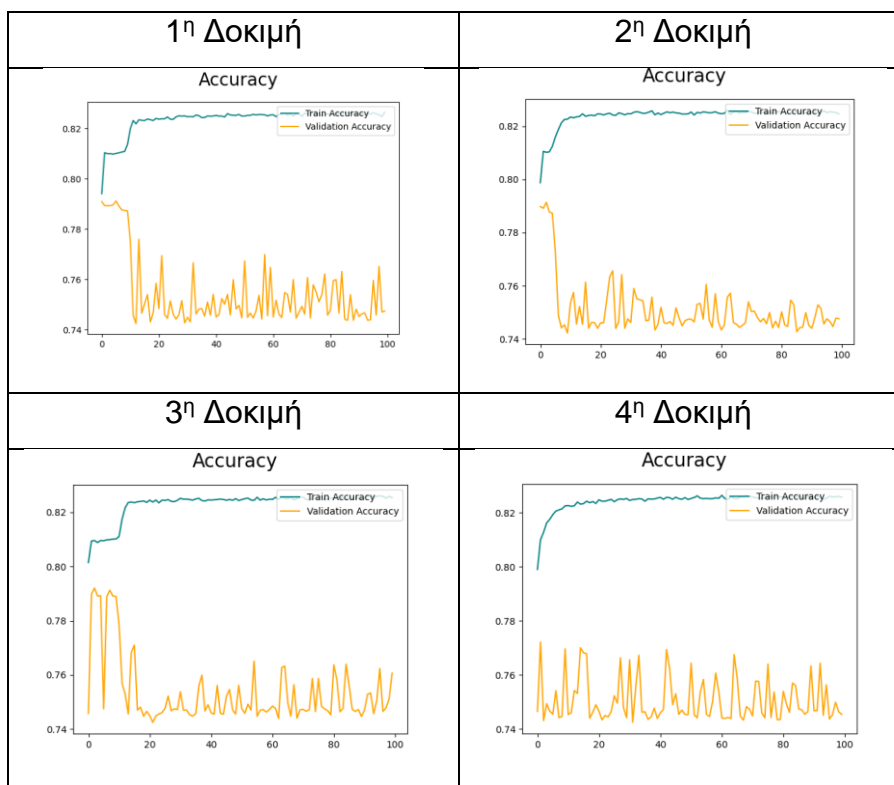 1η Δοκιμή
2η Δοκιμή
Accuracy
Train Accuracy
Validation Accuracy
0.82
0.80
0.78
0.76
0.74
0 20 40 60 80 100
Accuracy
Train Accuracy
Validation Accuracy
0.82
0.80
0.78
0.76
0.74
0 20 40 60 80 100
3η Δοκιμή
4η Δοκιμή
Accuracy
Train Accuracy
Validation Accuracy
0.82
0.80
0.78
0.76
0.74
0 20 40 60 80 100
Accuracy
Train Accuracy
Validation Accuracy
0.82
0.80
0.78
0.76
0.74
0 20 40 60 80 100